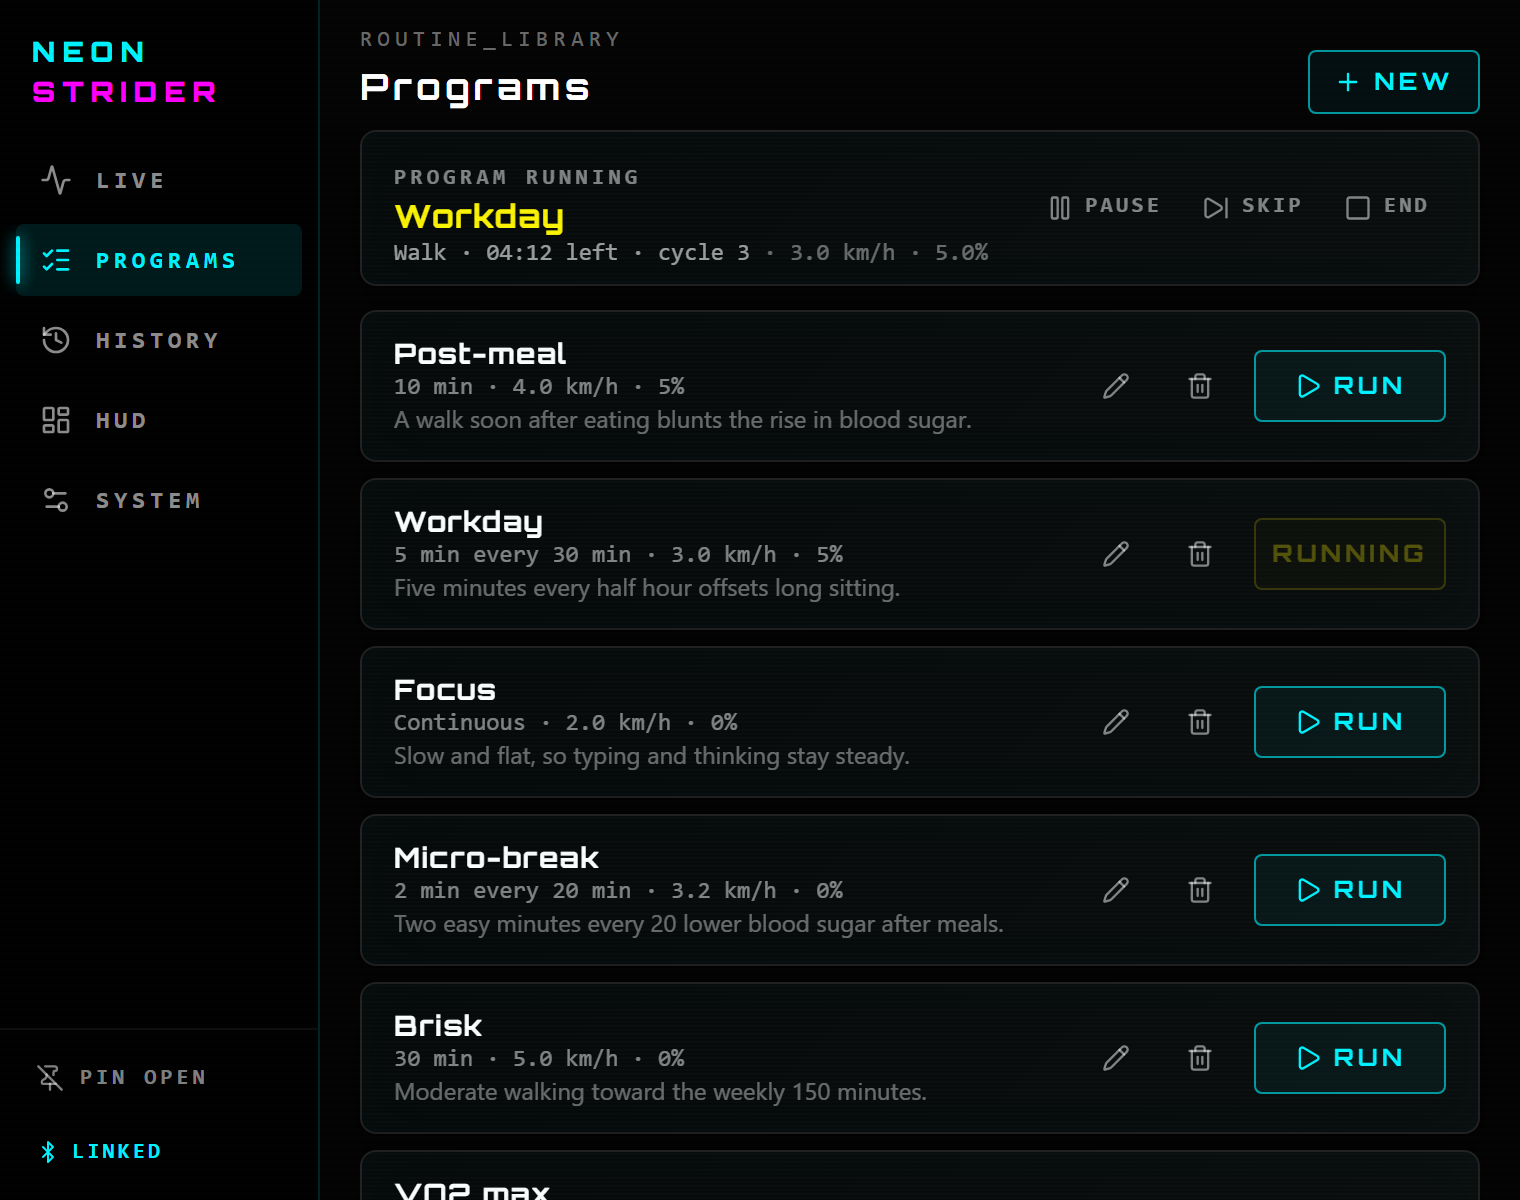 NEON
STRIDER
LIVE
PROGRAMS
HISTORY
HUD
SYSTEM
PIN OPEN
LINKED
ROUTINE_LIBRARY
Programs
+ NEW
PROGRAM RUNNING
Workday
Walk · 04:12 left · cycle 3 · 3.0 km/h · 5.0%
PAUSE
SKIP
END
Post-meal
10 min · 4.0 km/h · 5%
A walk soon after eating blunts the rise in blood sugar.
RUN
Workday
5 min every 30 min · 3.0 km/h · 5%
Five minutes every half hour offsets long sitting.
RUNNING
Focus
Continuous · 2.0 km/h · 0%
Slow and flat, so typing and thinking stay steady.
RUN
Micro-break
2 min every 20 min · 3.2 km/h · 0%
Two easy minutes every 20 lower blood sugar after meals.
RUN
Brisk
30 min · 5.0 km/h · 0%
Moderate walking toward the weekly 150 minutes.
RUN
VO2 max